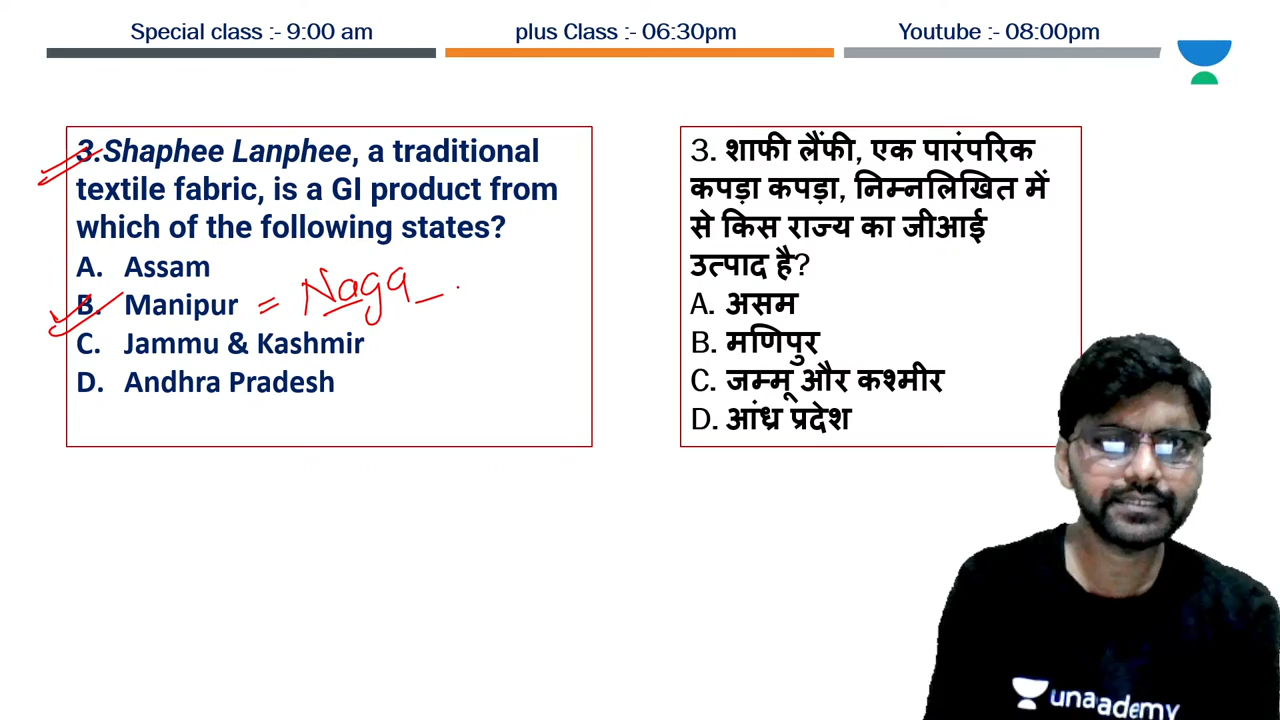 Special class :- 9:00 am
plus Class :- 06:30pm
Youtube :- 08:00pm
3.Shaphee Lanphee, a traditional
textile fabric, is a GI product from
which of the following states?
A. Assam
B. Manipur = Naga
C. Jammu & Kashmir
D. Andhra Pradesh
3. शाफी लैंफी, एक पारंपरिक
कपड़ा कपड़ा, निम्नलिखित में
से किस राज्य का जीआई
उत्पाद है?
A. असम
B. मणिपुर
C. जम्मू और कश्मीर
D. आंध्र प्रदेश
unacademy